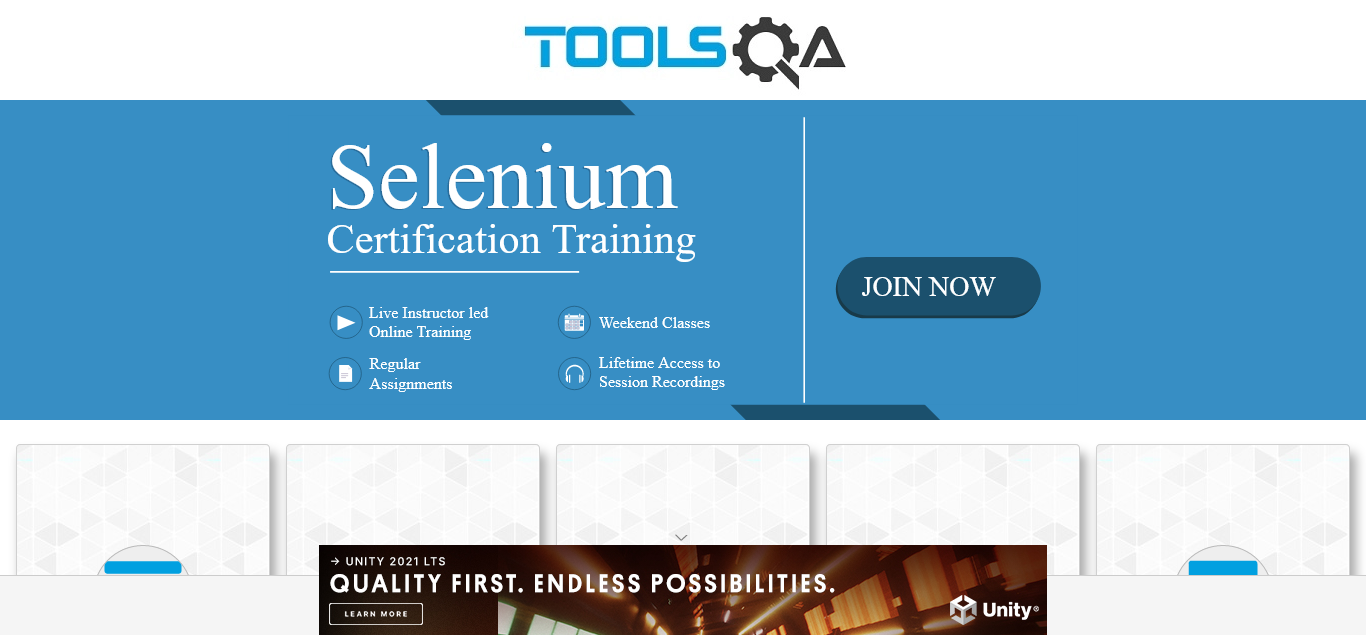 TOOLSQA
Selenium
Certification Training
Live Instructor led
Online Training
Weekend Classes
Regular
Assignments
Lifetime Access to
Session Recordings
JOIN NOW
→ UNITY 2021 LTS
QUALITY FIRST. ENDLESS POSSIBILITIES.
LEARN MORE
Unity®